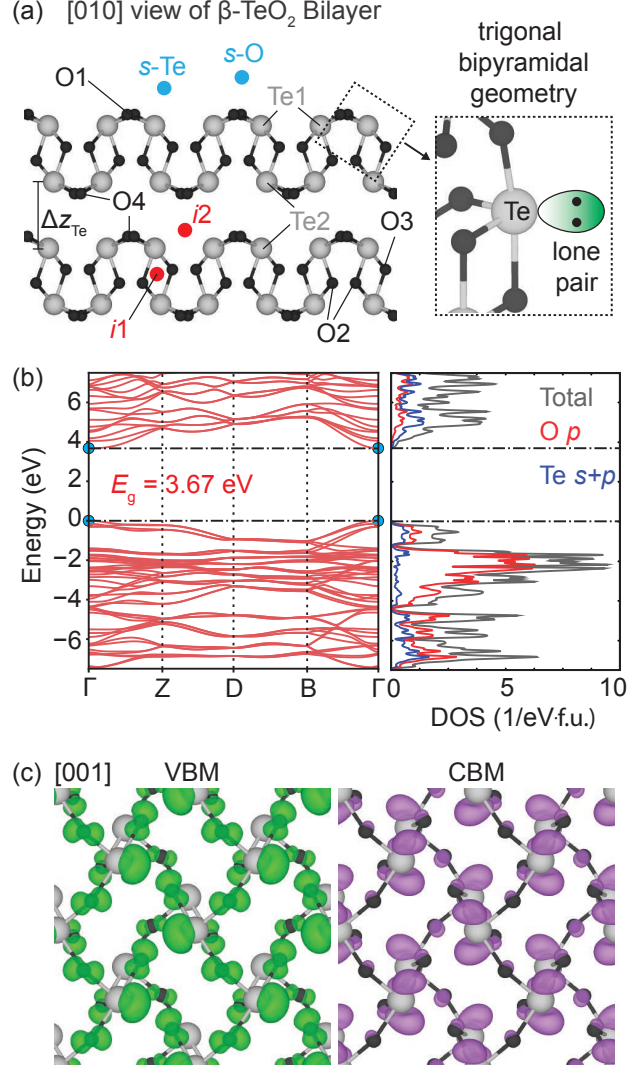 (a) [010] view of β-TeO₂ Bilayer
trigonal
bipyramidal
geometry
s-Te
s-O
O1
Te1
Te
lone
pair
O4
Δz_Te
i2
Te2
O3
i1
O2
(b)
6
4
2
0
−2
−4
−6
Energy (eV)
E_g = 3.67 eV
Γ
Z
D
B
Γ
Total
O p
Te s+p
0
5
10
DOS (1/eV·f.u.)
(c) [001]
VBM
CBM